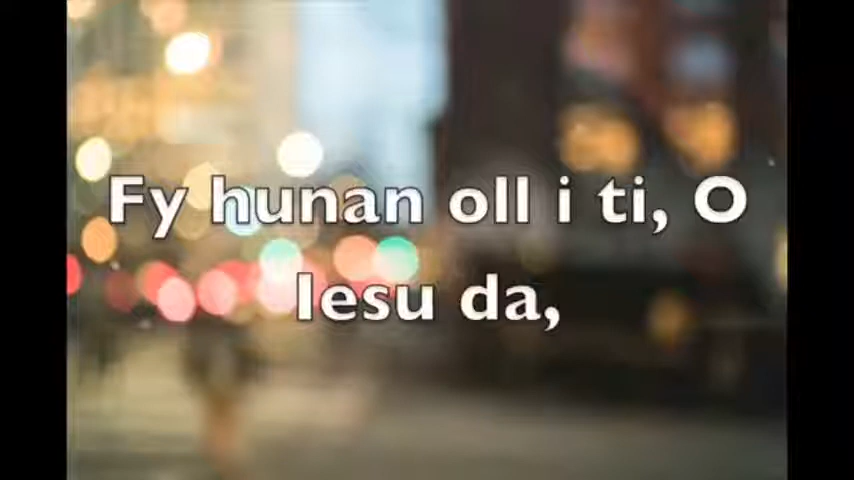 Fy hunan oll i ti, O
Iesu da,